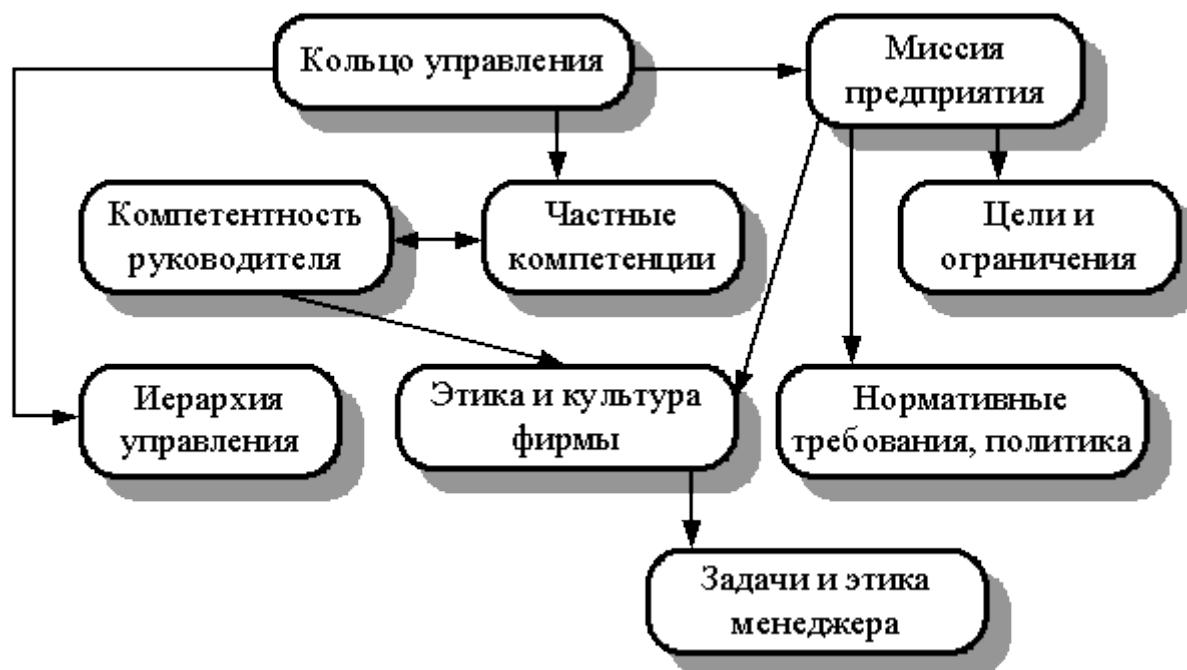 Кольцо управления
Миссия
предприятия
Компетентность
руководителя
Частные
компетенции
Цели и
ограничения
Иерархия
управления
Этика и культура
фирмы
Нормативные
требования, политика
Задачи и этика
менеджера